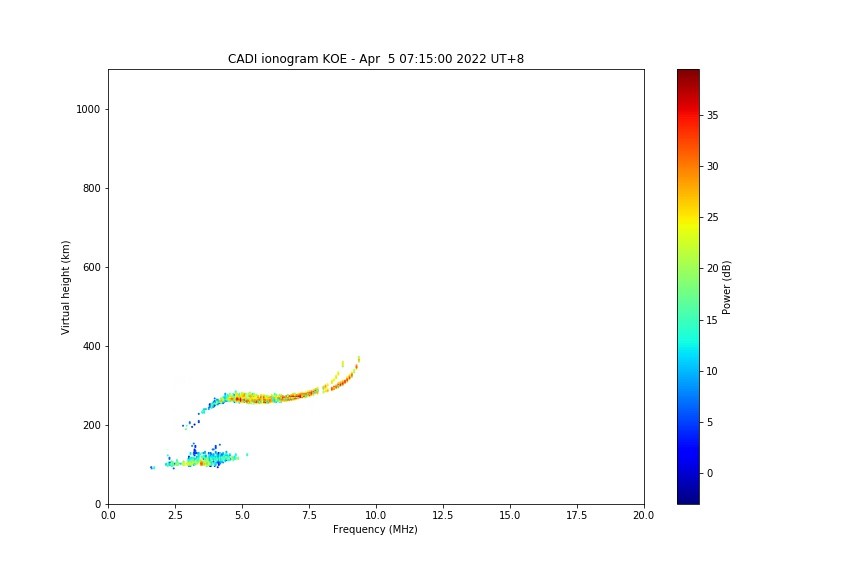 CADI ionogram KOE - Apr  5 07:15:00 2022 UT+8
1000
800
600
400
200
0
Virtual height (km)
0.0 2.5 5.0 7.5 10.0 12.5 15.0 17.5 20.0
Frequency (MHz)
35
30
25
20
15
10
5
0
Power (dB)